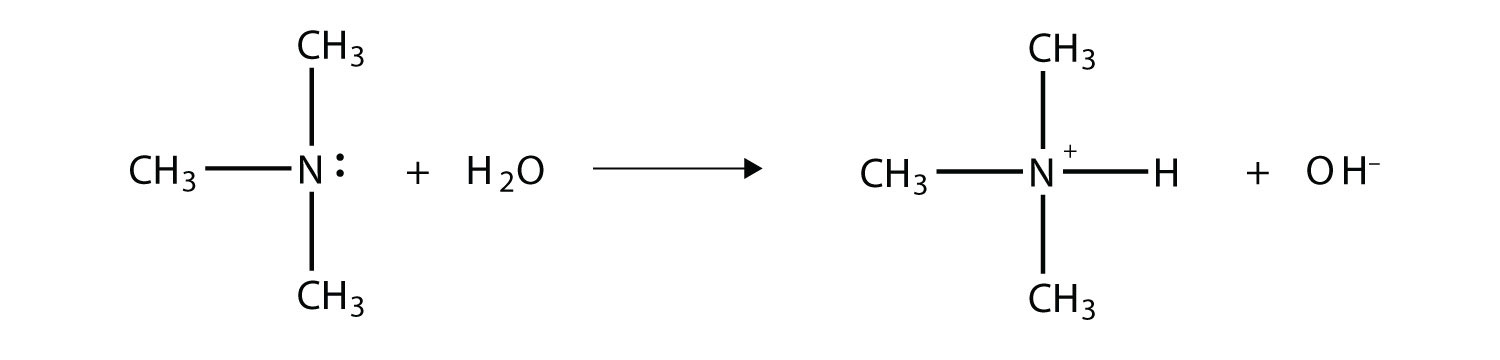 CH₃ CH₃
CH₃ N : + H₂O CH₃ N⁺ H + OH⁻
CH₃ CH₃